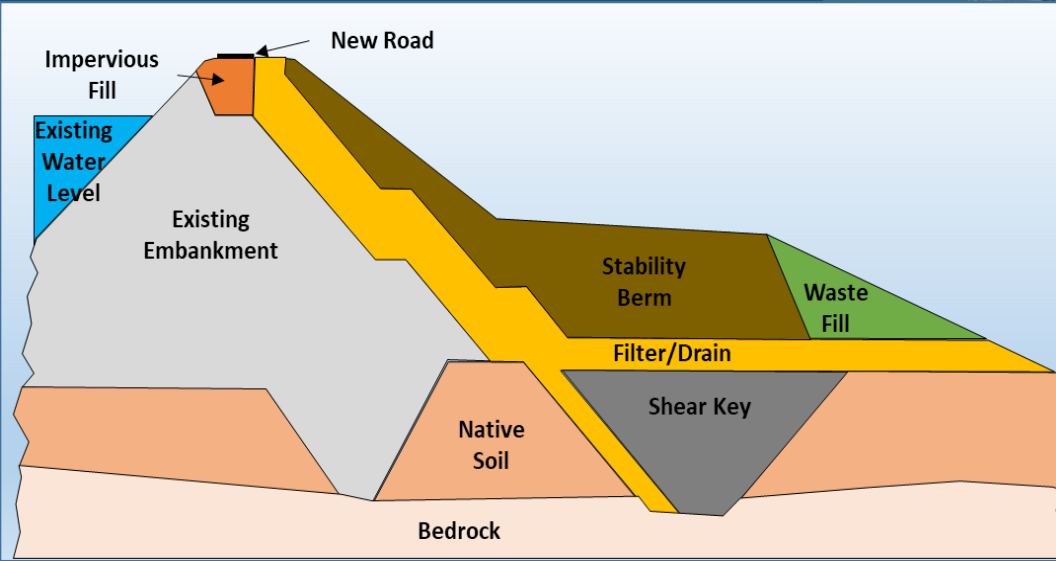 New Road
Impervious
Fill
Existing
Water
Level
Existing
Embankment
Stability
Berm
Waste
Fill
Filter/Drain
Shear Key
Native
Soil
Bedrock